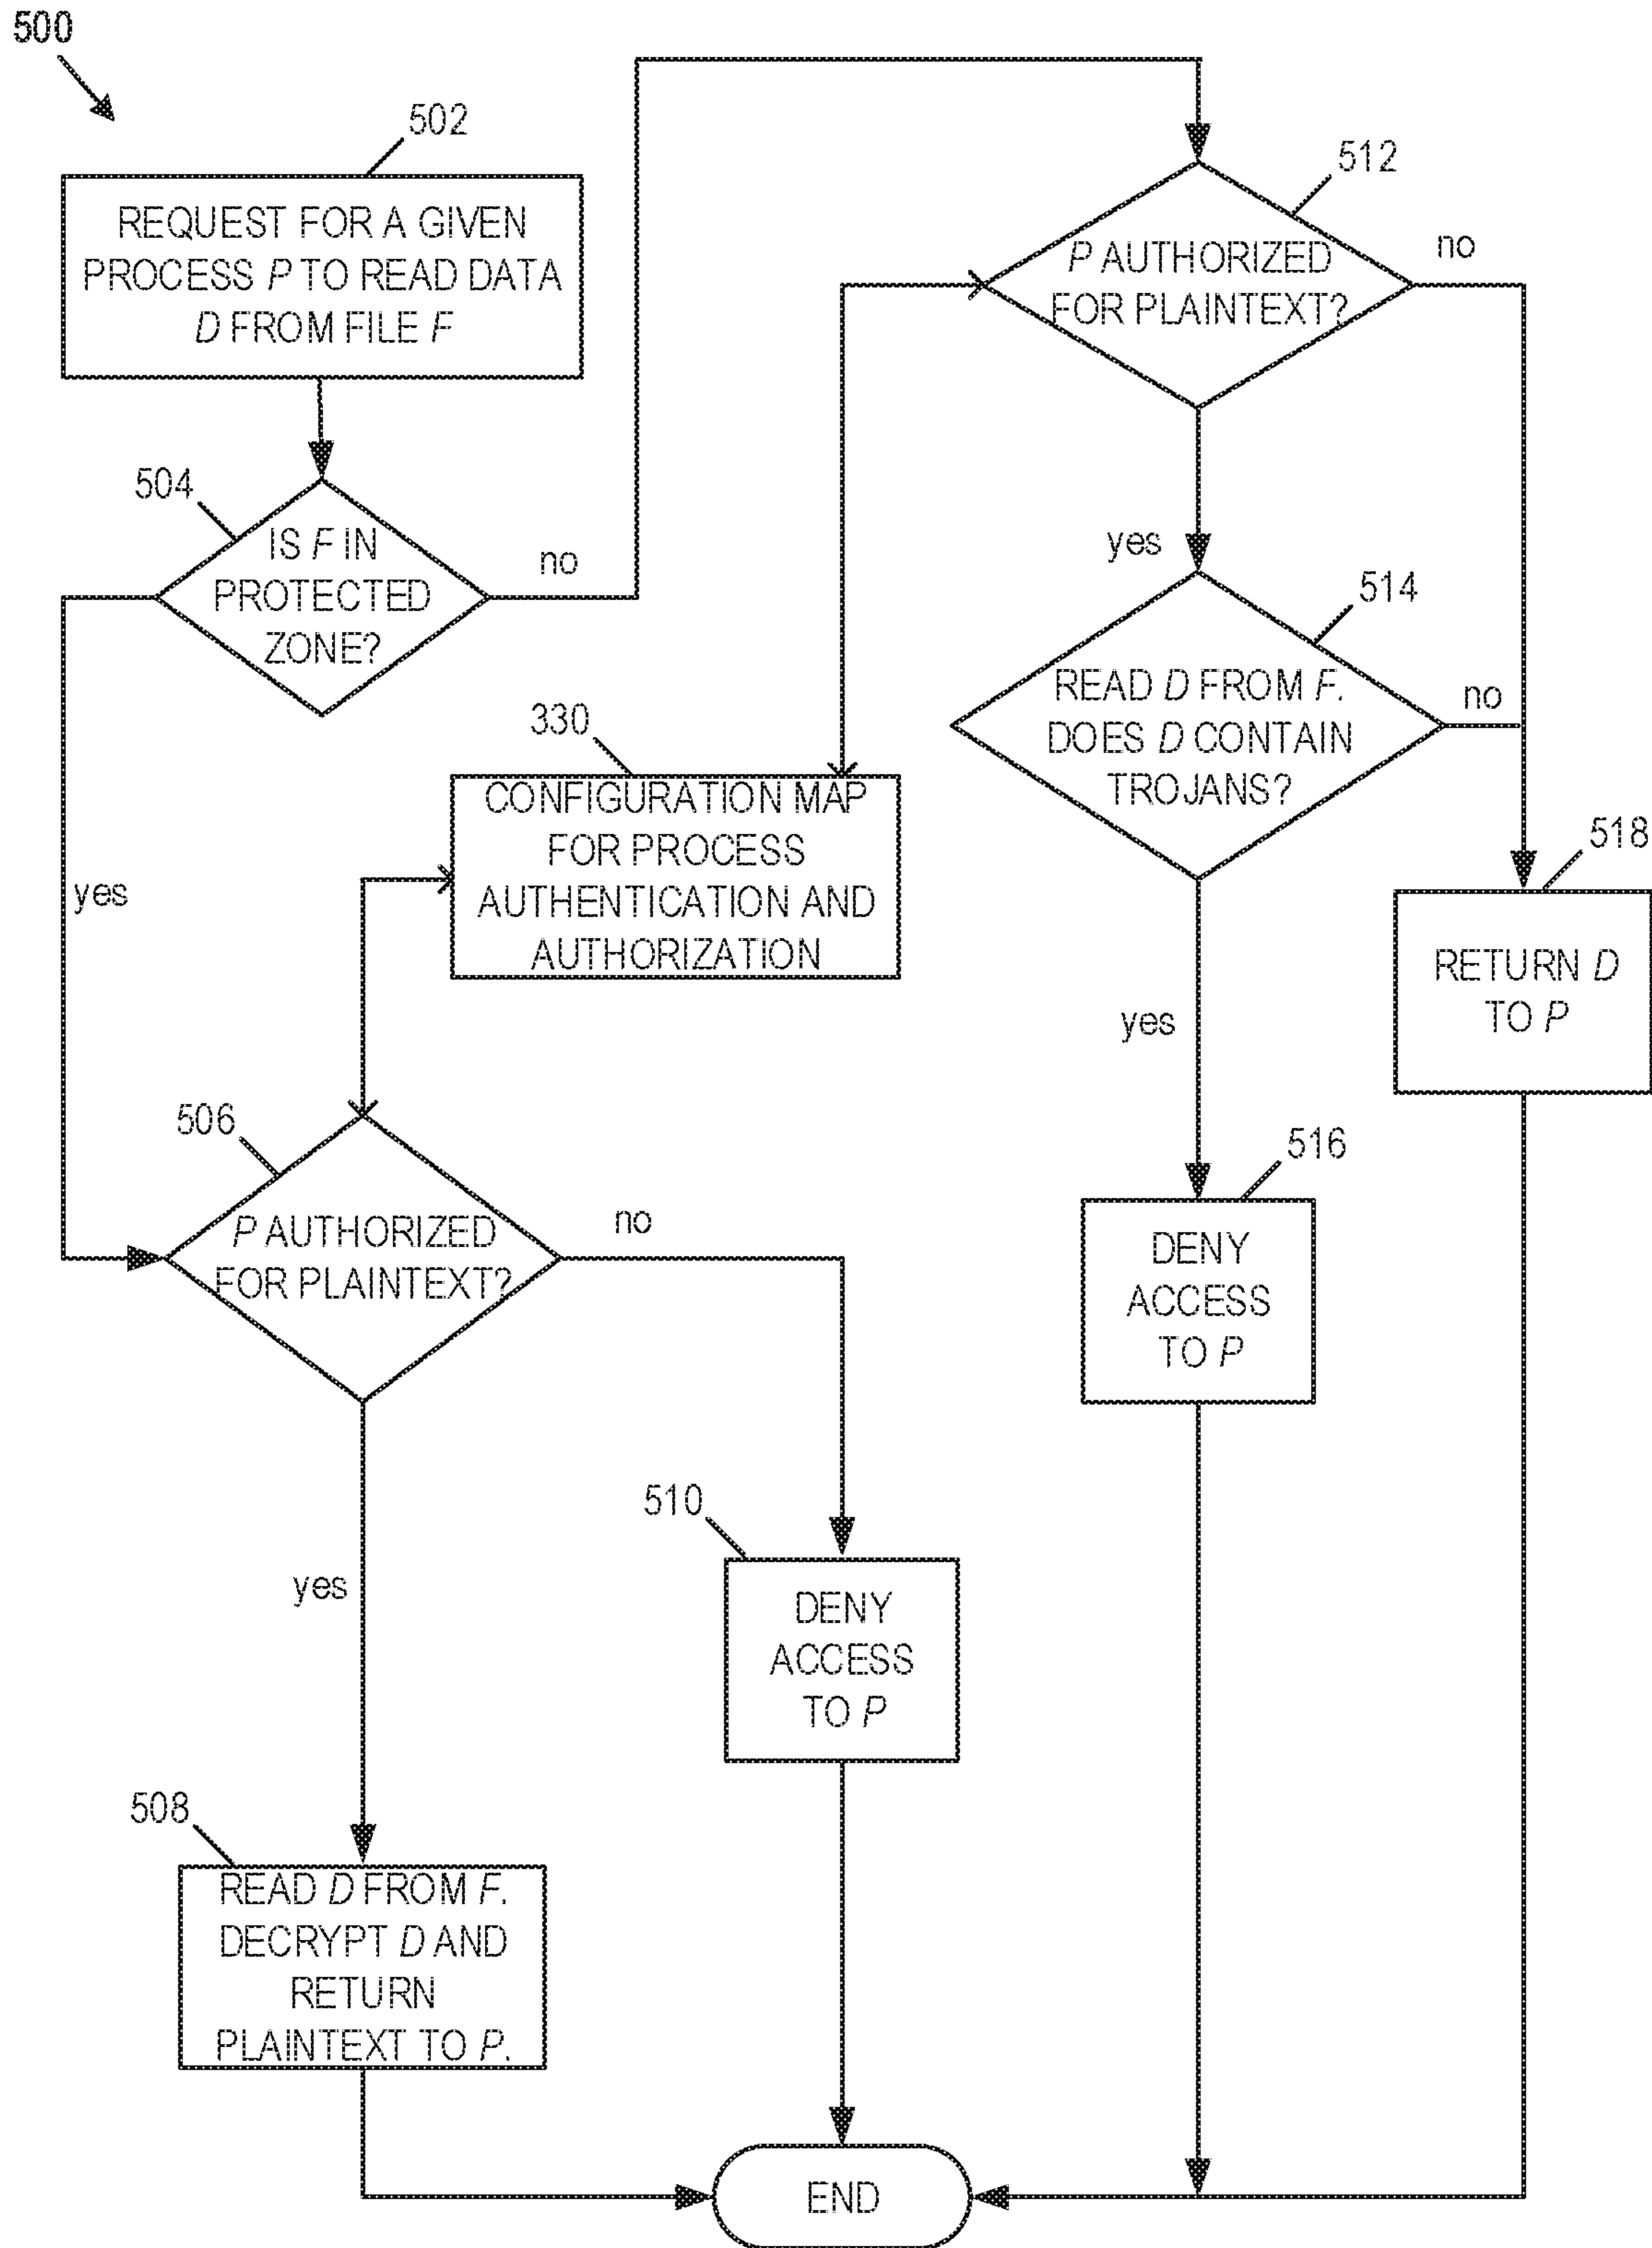 500
502
REQUEST FOR A GIVEN
PROCESS P TO READ DATA
D FROM FILE F
504
IS F IN
PROTECTED
ZONE?
no
yes
512
P AUTHORIZED
FOR PLAINTEXT?
no
yes
514
READ D FROM F.
DOES D CONTAIN
TROJANS?
no
yes
518
RETURN D
TO P
516
DENY
ACCESS
TO P
330
CONFIGURATION MAP
FOR PROCESS
AUTHENTICATION AND
AUTHORIZATION
506
P AUTHORIZED
FOR PLAINTEXT?
no
yes
510
DENY
ACCESS
TO P
508
READ D FROM F.
DECRYPT D AND
RETURN
PLAINTEXT TO P.
END